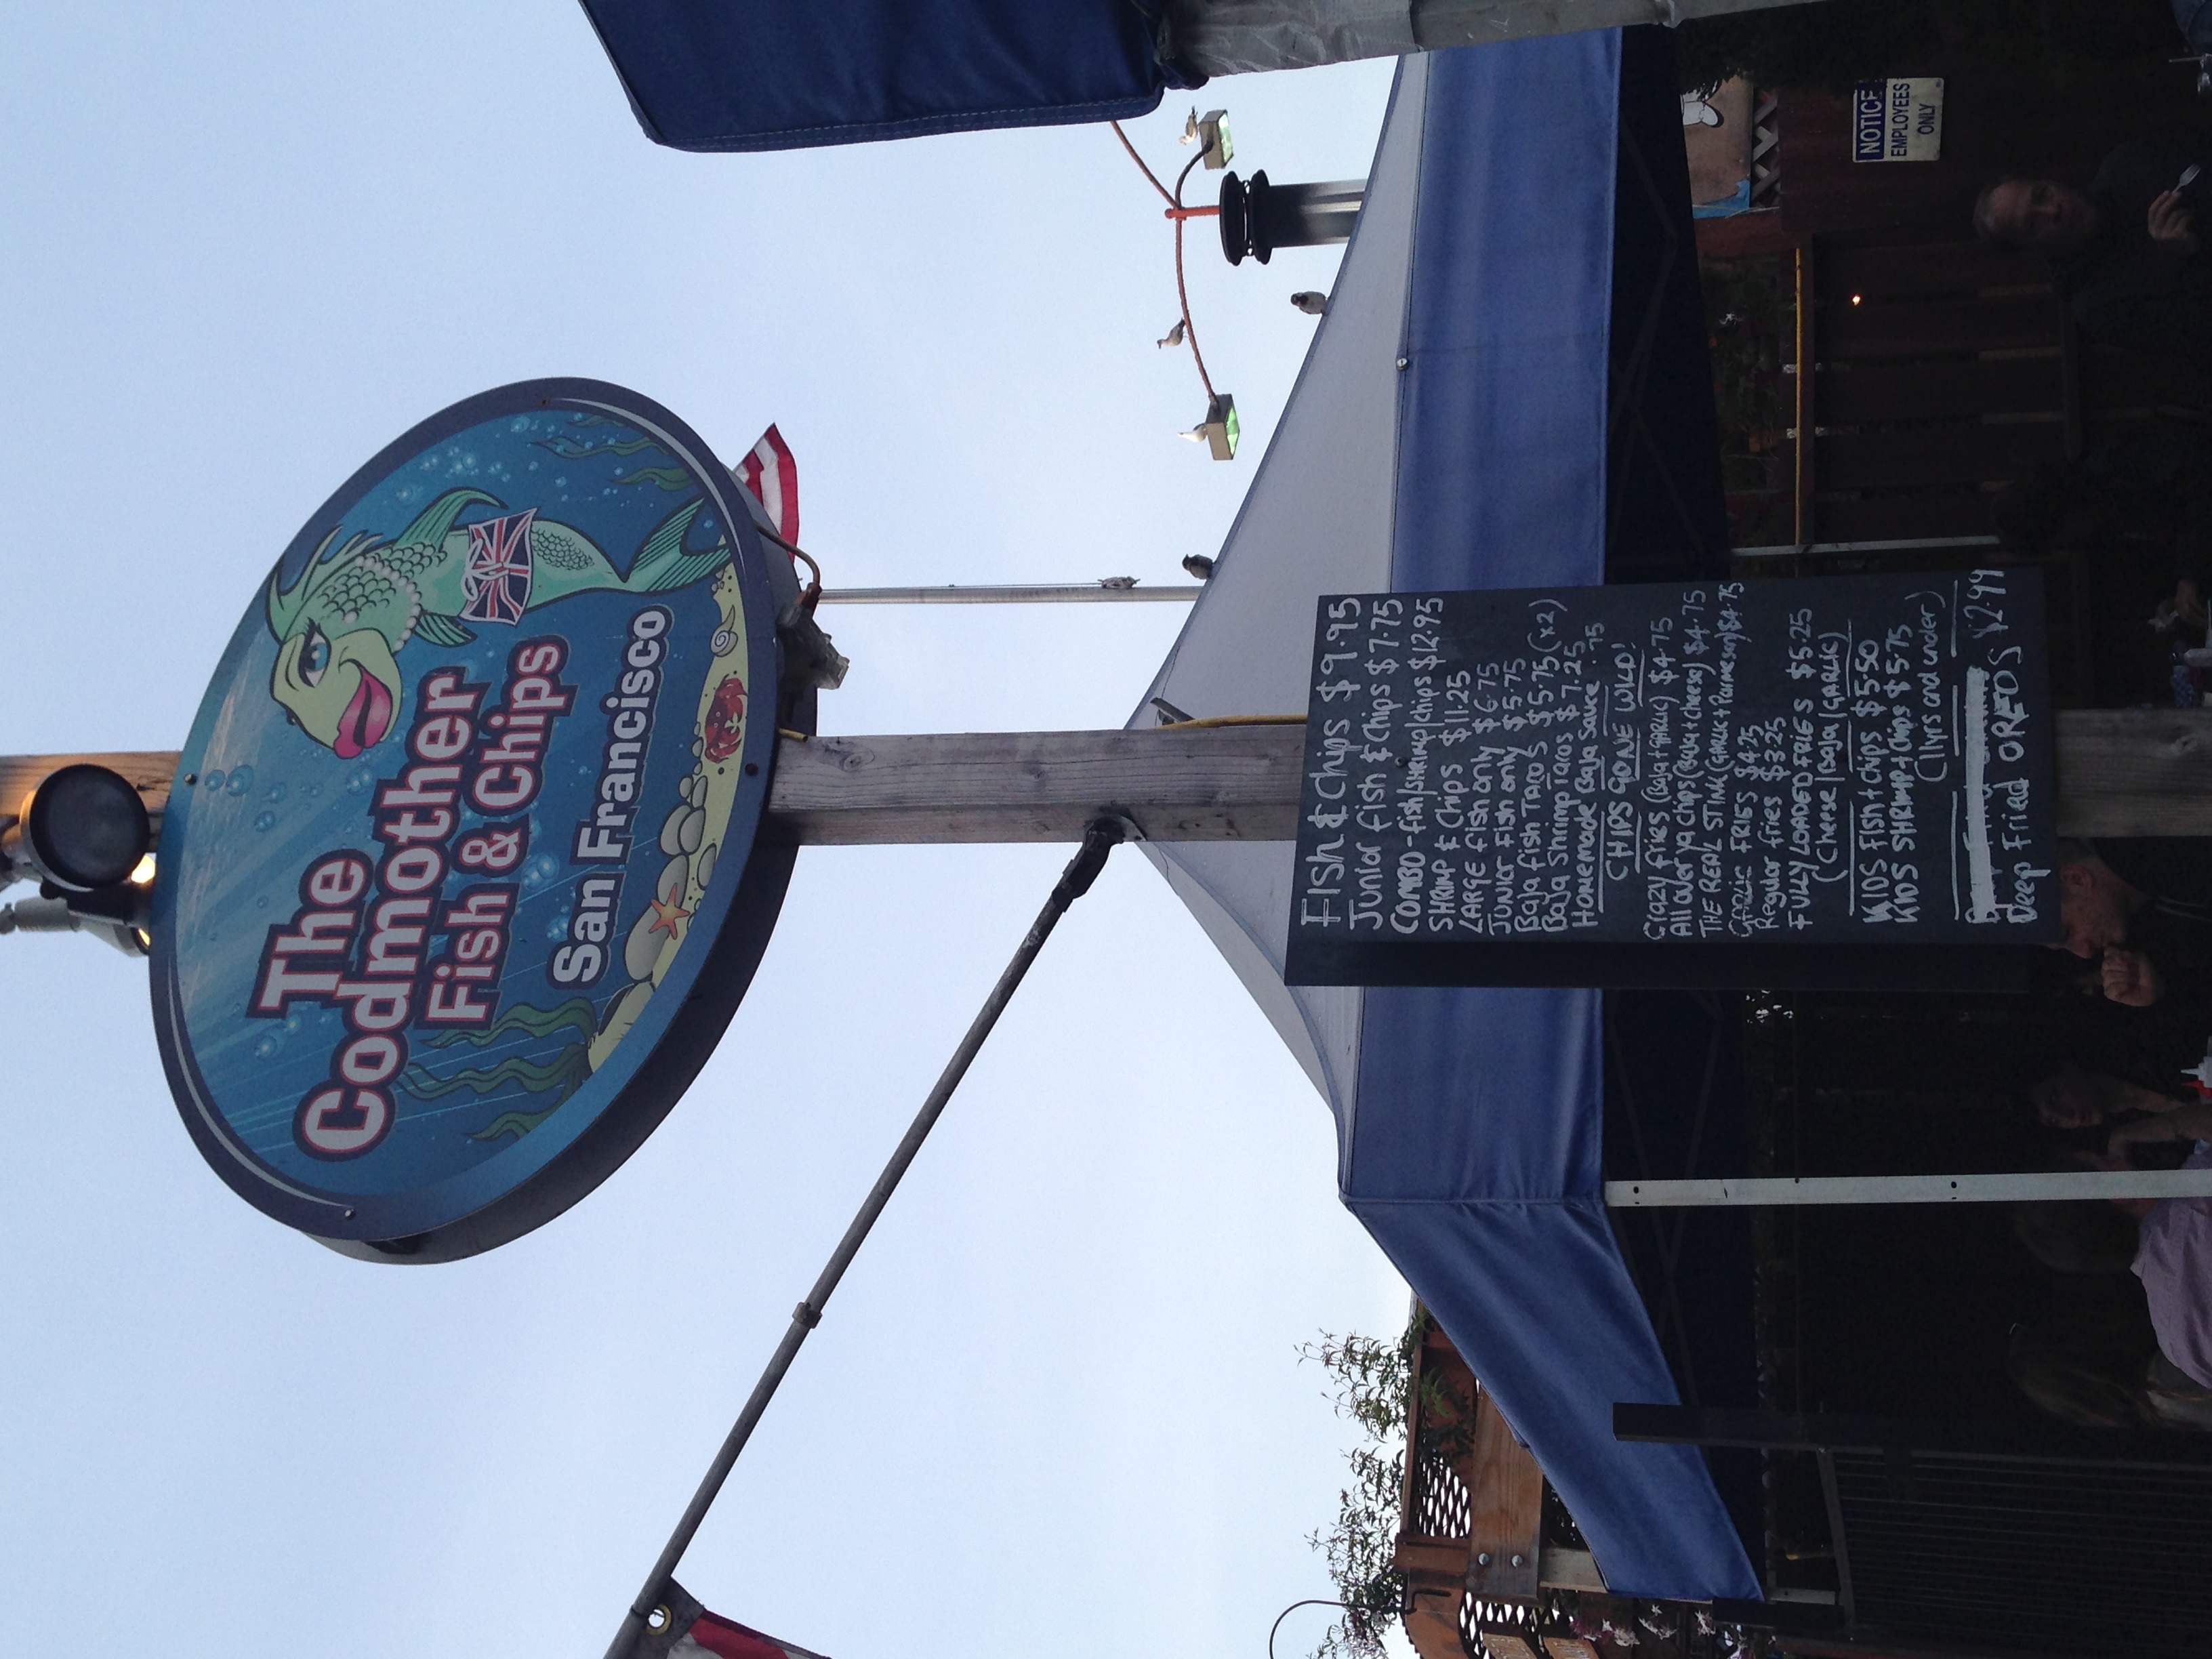 The
Codmother
Fish & Chips
San Francisco
FISH & Chips $9.95
Junior fish & Chips $7.75
COMBO - fish/shrimp/chips $12.95
SHRIMP & Chips $11.25
LARGE fish only $6.75
JUNIOR Fish only $5.75
Baja fish Tacos $5.75 (x2)
Baja Shrimp Tacos $7.25
Homemade Baja Sauce .75
CHIPS GONE WILD!
Crazy fries (Baja + GARLIC) $4.75
All over ya chips (Baja + Cheese) $4.75
THE REAL STINK (GARLIC + Parmesan) $4.75
FRIES $4.25
Regular fries $3.25
FULLY LOADED FRIES $5.25
(Cheese/Baja/GARLIC)
KIDS Fish + Chips $5.50
KIDS SHRIMP + Chips $5.75
(11yrs and under)
Deep Fried OREOS $2.99
NOTICE
EMPLOYEES
ONLY